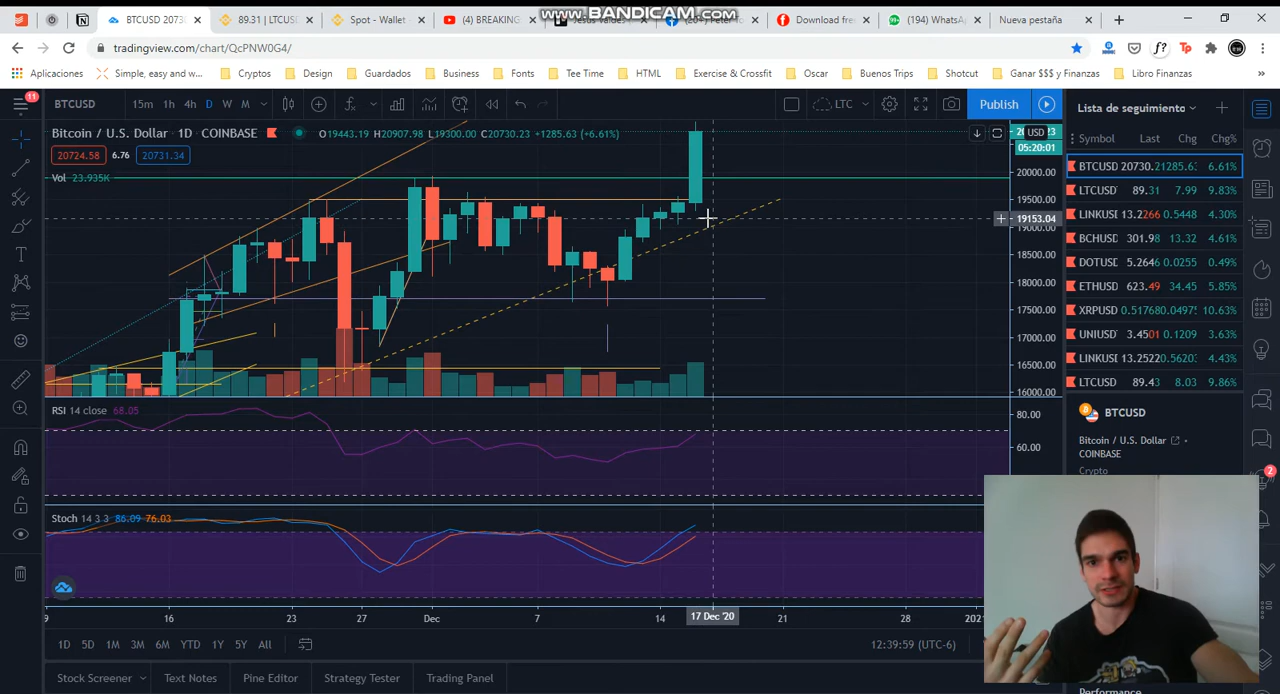 BTCUSD 2073
89.31 | LTCUSD
Spot - Wallet -
(4) BREAKING
WWW.BANDICAM.COM
Download free
(194) WhatsA
Nueva pestaña
tradingview.com/chart/QcPNW0G4/
Aplicaciones
Simple, easy and w...
Cryptos
Design
Guardados
Business
Fonts
Tee Time
HTML
Exercise & Crossfit
Oscar
Buenos Trips
Shotcut
Ganar $$$ y Finanzas
Libro Finanzas
11
BTCUSD
15m
1h
4h
D
W
M
LTC
Publish
Lista de seguimiento
Bitcoin / U.S. Dollar · 1D · COINBASE
O19443.19 H20907.98 L19300.00 C20730.23 +1285.63 (+6.61%)
USD
05:20:01
20724.58
6.76
20731.34
Vol 23.935K
20000.00
19500.00
19153.04
19000.00
18500.00
18000.00
17500.00
17000.00
16500.00
16000.00
Symbol
Last
Chg
Chg%
BTCUSD 20730.21285.6 6.61%
LTCUSD 89.31 7.99 9.83%
LINKUS 13.2266 0.5448 4.30%
BCHUSD 301.98 13.32 4.61%
DOTUSD 5.2646 0.0255 0.49%
ETHUSD 623.49 34.45 5.85%
XRPUSD 0.517680.0497 10.63%
UNIUSD 3.4501 0.1209 3.63%
LINKUS 13.25220.5620 4.43%
LTCUSD 89.43 8.03 9.86%
RSI 14 close 68.05
80.00
60.00
BTCUSD
Bitcoin / U.S. Dollar
COINBASE
Crypto
2
Stoch 14 3 3 86.09 76.03
9
16
23
27
Dec
7
14
17 Dec '20
21
28
202
1D
5D
1M
3M
6M
YTD
1Y
5Y
All
12:39:59 (UTC-6)
Stock Screener
Text Notes
Pine Editor
Strategy Tester
Trading Panel
Performance